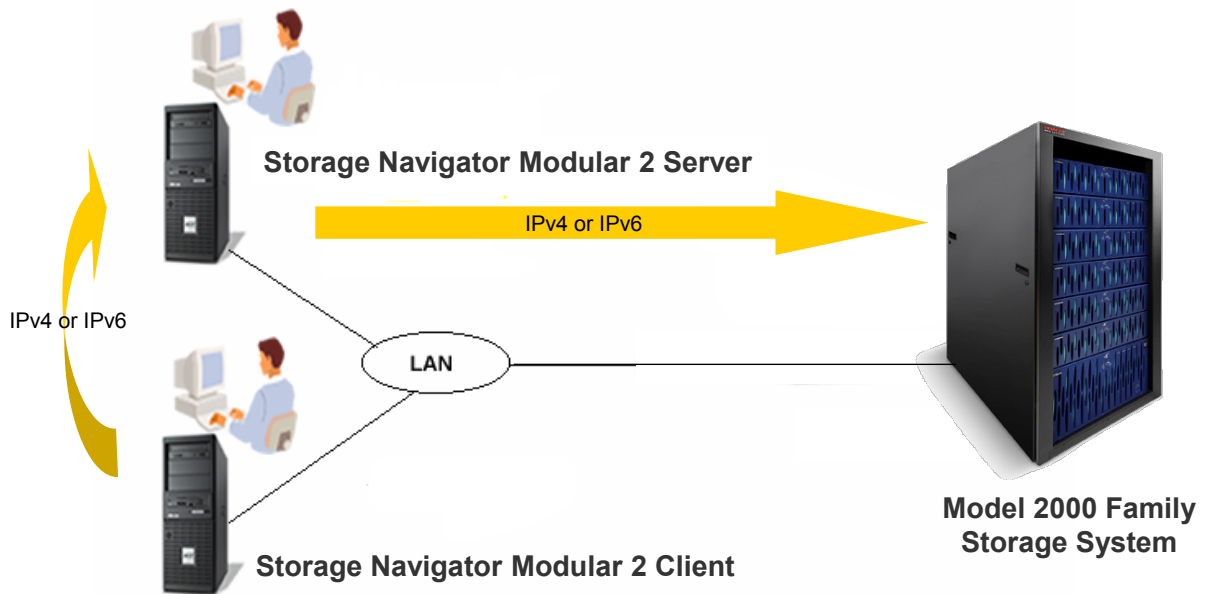 Storage Navigator Modular 2 Server
IPv4 or IPv6
IPv4 or IPv6
LAN
Model 2000 Family
Storage System
Storage Navigator Modular 2 Client